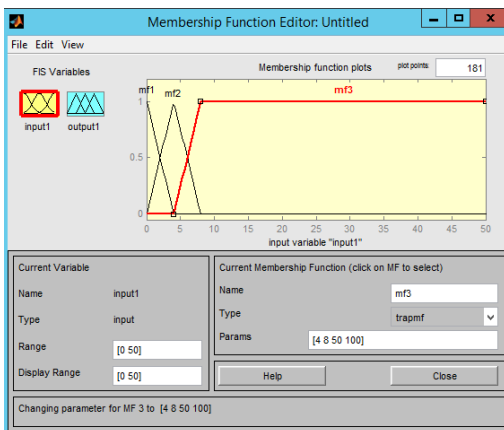 Membership Function Editor: Untitled
File Edit View
FIS Variables
Membership function plots
plot points:
181
input1
output1
mf1
mf2
mf3
1
0.5
0
0 5 10 15 20 25 30 35 40 45 50
input variable "input1"
Current Variable
Name input1
Type input
Range [0 50]
Display Range [0 50]
Current Membership Function (click on MF to select)
Name mf3
Type trapmf
Params [4 8 50 100]
Help
Close
Changing parameter for MF 3 to [4 8 50 100]